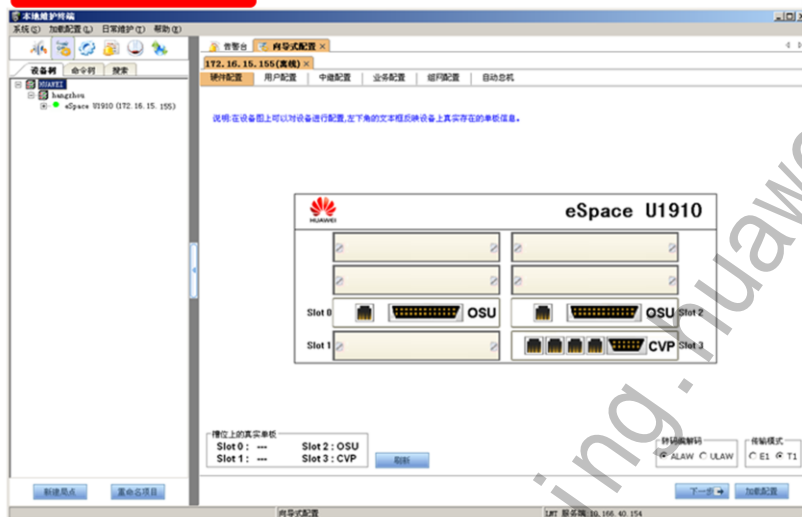 本地维护终端
系统(S) 加载配置(L) 日常维护(T) 帮助(H)
告警台 向导式配置 ×
设备树 命令树 搜索
172.16.15.155(离线) ×
硬件配置 用户配置 中继配置 业务配置 组网配置 自动总机
HUAWEI
hangzhou
eSpace U1910 (172.16.15.155)
说明:在设备图上可以对设备进行配置,左下角的文本框反映设备上真实存在的单板信息。
HUAWEI
eSpace U1910
Slot 0 OSU OSU Slot 2
Slot 1 CVP Slot 3
槽位上的真实单板
Slot 0 : --- Slot 2 : OSU
Slot 1 : --- Slot 3 : CVP
刷新
转码编解码
ALAW ULAW
传输模式
E1 T1
新建局点 重命名项目
下一步 加载配置
向导式配置 LMT 服务端:10.166.40.154
ing.huawe